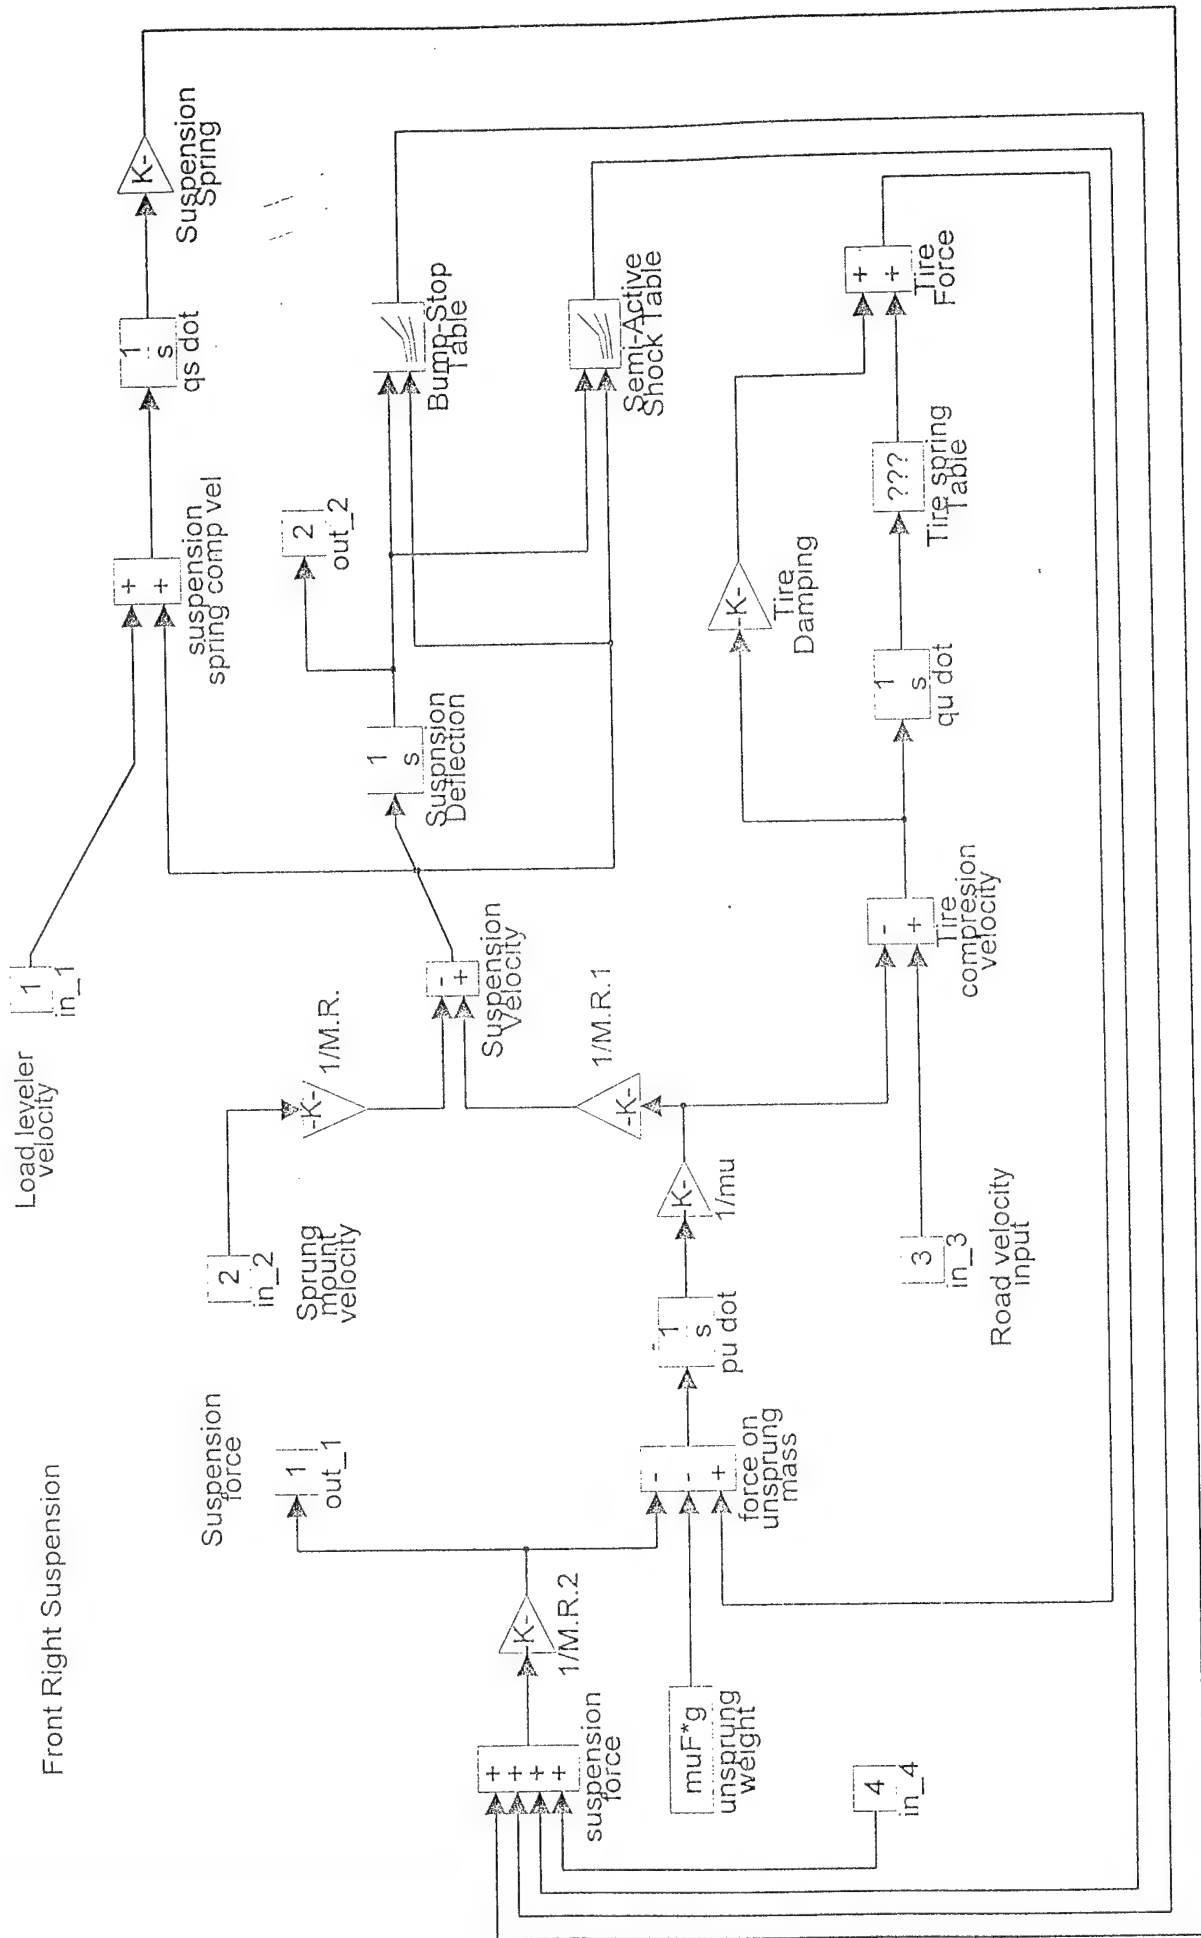 Front Right Suspension
Load leveler
velocity
1
in_1
+
+
suspension
spring comp vel
1
s
qs dot
K-
Suspension
Spring
2
in_2
Sprung
mount
velocity
-K-
1/M.R.
-
+
Suspension
Velocity
1
s
Suspnsion
Deflection
2
out_2
Bump-Stop
Table
Semi-Active
Shock Table
Suspension
force
1
out_1
+
+
+
+
suspension
force
K-
1/M.R.2
muF*g
unsprung
weight
-
-
+
force on
unsprung
mass
1
s
pu dot
K-
1/mu
-K-
1/M.R.1
4
in_4
3
in_3
Road velocity
input
-
+
Tire
compresion
velocity
-K-
Tire
Damping
1
s
qu dot
???
Tire spring
Table
+
+
Tire
Force